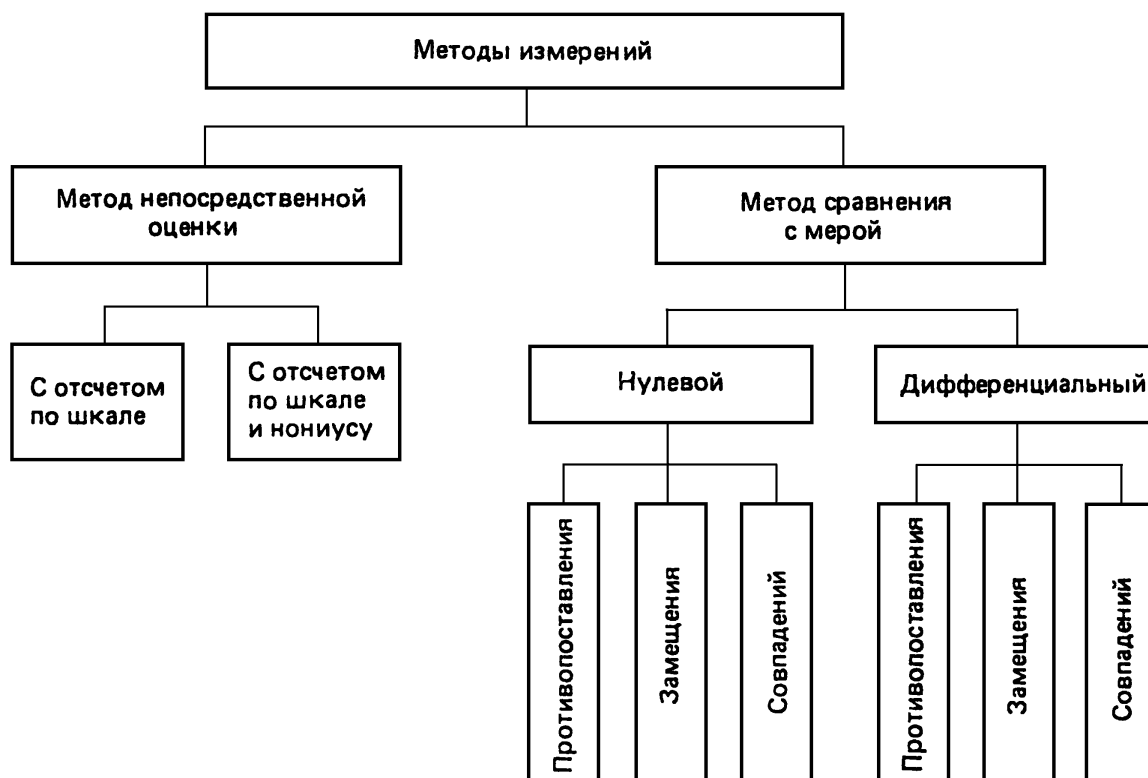 Методы измерений
Метод непосредственной
оценки
Метод сравнения
с мерой
С отсчетом
по шкале
С отсчетом
по шкале
и нониусу
Нулевой
Дифференциальный
Противопоставления
Замещения
Совпадений
Противопоставления
Замещения
Совпадений